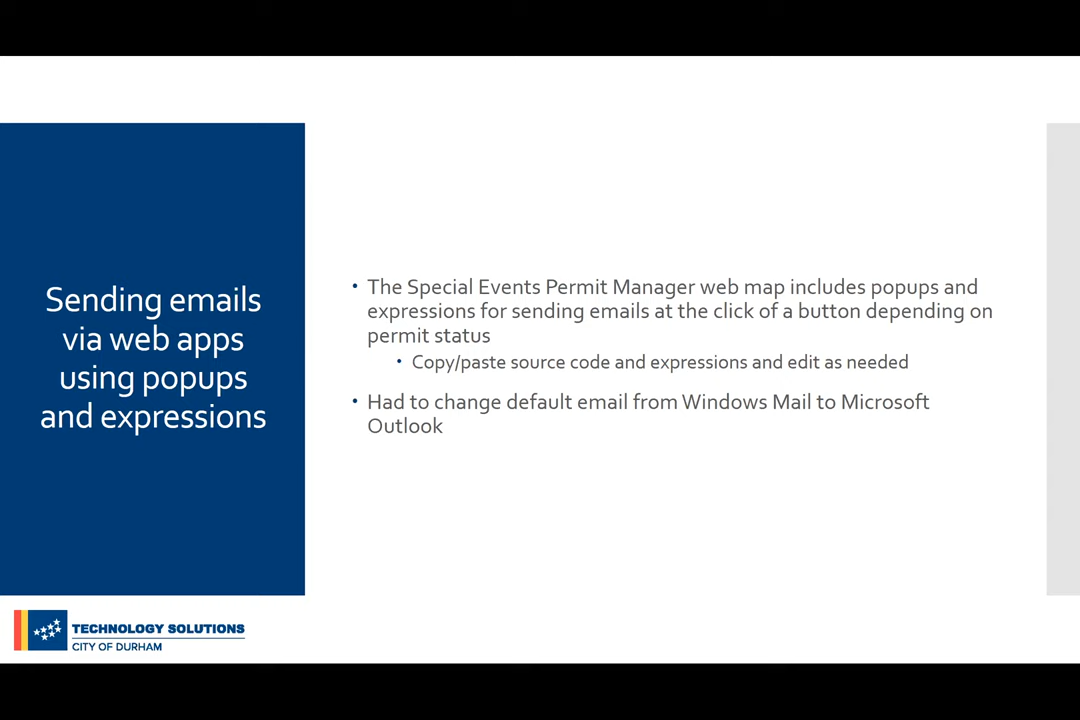 Sending emails
via web apps
using popups
and expressions
• The Special Events Permit Manager web map includes popups and
expressions for sending emails at the click of a button depending on
permit status
• Copy/paste source code and expressions and edit as needed
• Had to change default email from Windows Mail to Microsoft
Outlook
TECHNOLOGY SOLUTIONS
CITY OF DURHAM